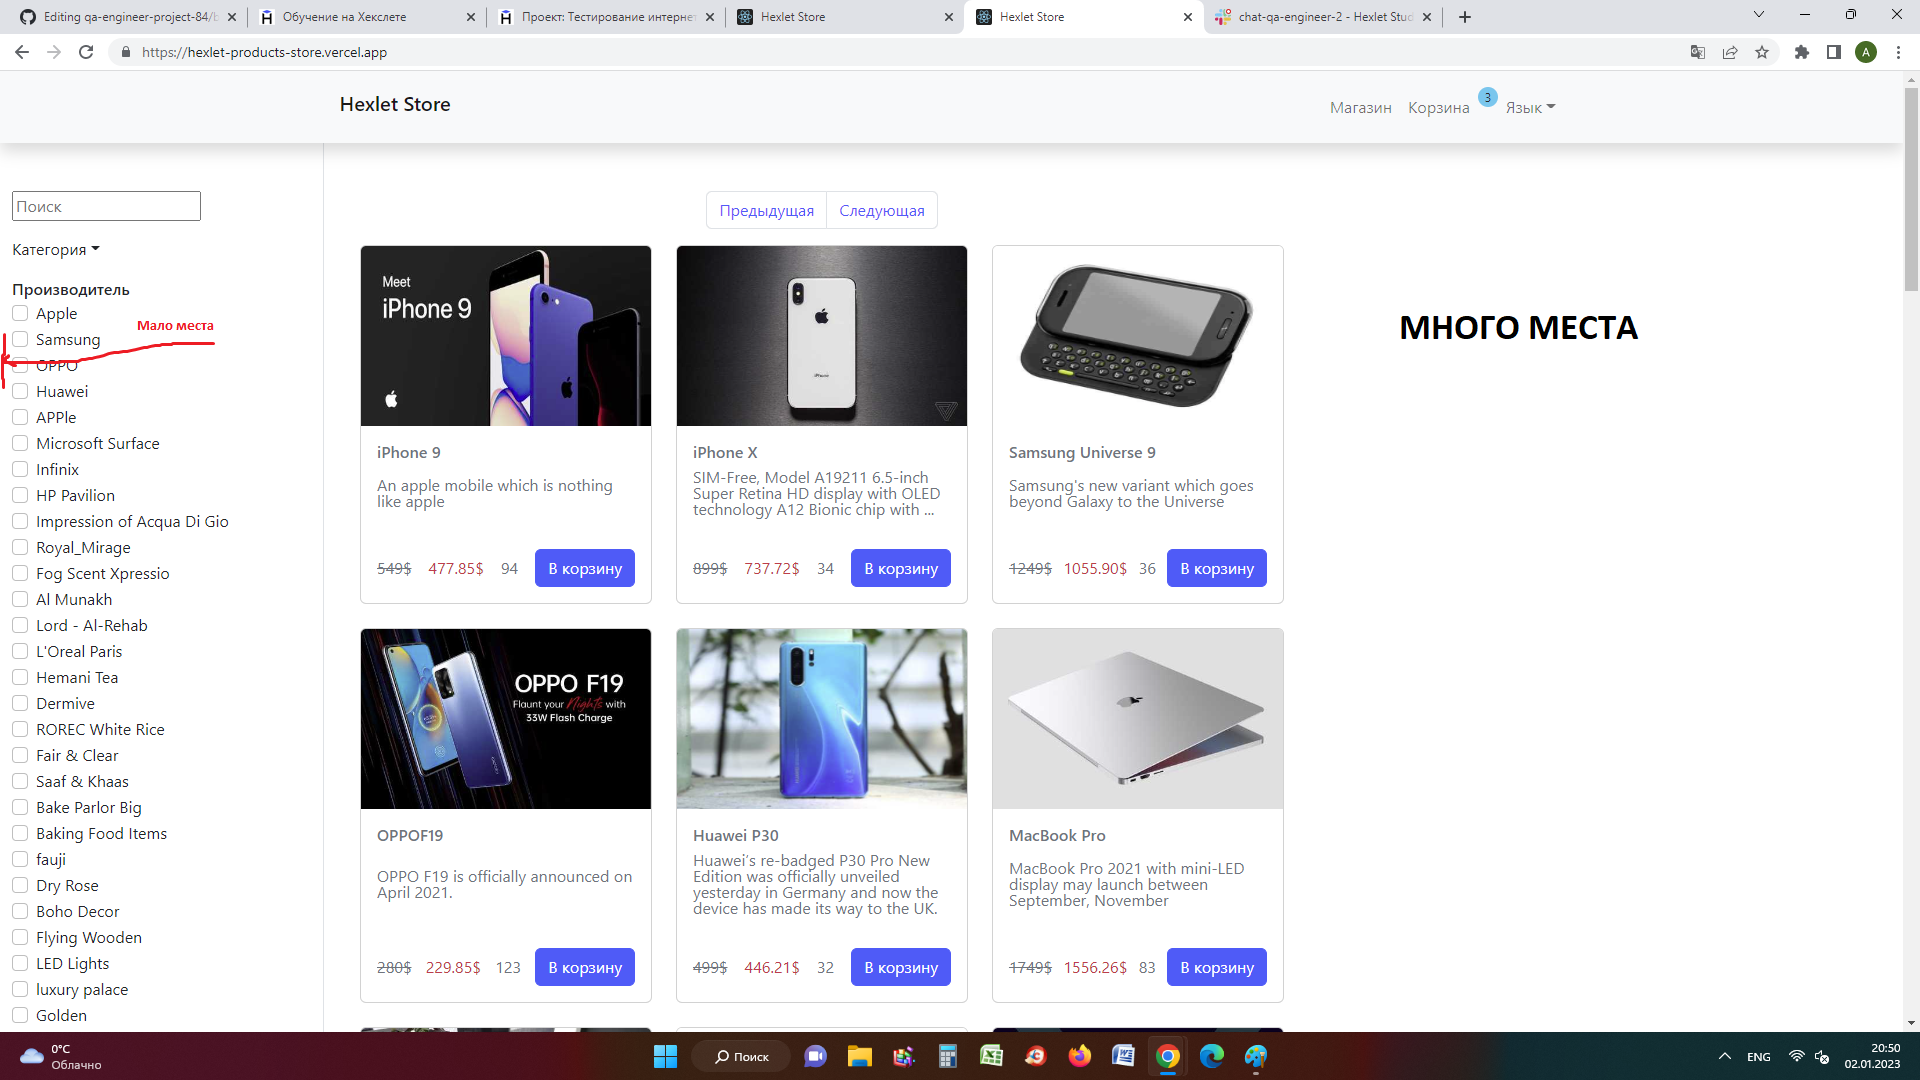 Editing qa-engineer-project-84/b
Обучение на Хекслете
Проект: Тестирование интернет
Hexlet Store
Hexlet Store
chat-qa-engineer-2 - Hexlet Stud
https://hexlet-products-store.vercel.app
A
Hexlet Store
Магазин
Корзина
3
Язык
Поиск
Категория
Производитель
Apple
Мало места
Samsung
OPPO
Huawei
APPle
Microsoft Surface
Infinix
HP Pavilion
Impression of Acqua Di Gio
Royal_Mirage
Fog Scent Xpressio
Al Munakh
Lord - Al-Rehab
L'Oreal Paris
Hemani Tea
Dermive
ROREC White Rice
Fair & Clear
Saaf & Khaas
Bake Parlor Big
Baking Food Items
fauji
Dry Rose
Boho Decor
Flying Wooden
LED Lights
luxury palace
Golden
Предыдущая
Следующая
Meet
iPhone 9
iPhone 9
An apple mobile which is nothing
like apple
549$ 477.85$ 94 В корзину
iPhone
iPhone X
SIM-Free, Model A19211 6.5-inch
Super Retina HD display with OLED
technology A12 Bionic chip with ...
899$ 737.72$ 34 В корзину
Samsung Universe 9
Samsung's new variant which goes
beyond Galaxy to the Universe
1249$ 1055.90$ 36 В корзину
МНОГО МЕСТА
OPPO F19
Flaunt your Nights with
33W Flash Charge
OPPOF19
OPPO F19 is officially announced on
April 2021.
280$ 229.85$ 123 В корзину
Huawei P30
Huawei’s re-badged P30 Pro New
Edition was officially unveiled
yesterday in Germany and now the
device has made its way to the UK.
499$ 446.21$ 32 В корзину
MacBook Pro
MacBook Pro 2021 with mini-LED
display may launch between
September, November
1749$ 1556.26$ 83 В корзину
0°C
Облачно
Поиск
ENG
20:50
02.01.2023